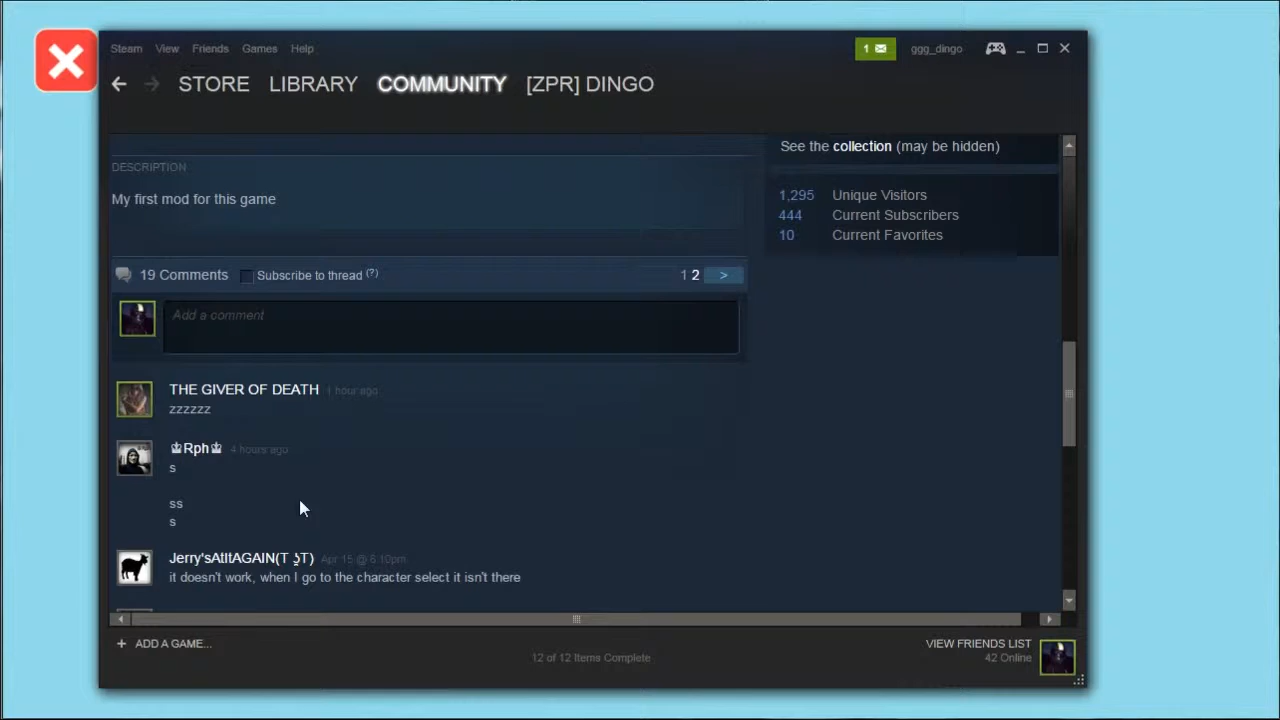 Steam View Friends Games Help
1
ggg_dingo
STORE LIBRARY COMMUNITY [ZPR] DINGO
DESCRIPTION
My first mod for this game
See the collection (may be hidden)
1,295 Unique Visitors
444 Current Subscribers
10 Current Favorites
19 Comments Subscribe to thread (?)
1 2 >
Add a comment
THE GIVER OF DEATH 1 hour ago
zzzzzz
♔Rph♔ 4 hours ago
s
ss
s
Jerry'sAtItAGAIN(T ʖ̯T) Apr 15 @ 6:10pm
it doesn't work, when I go to the character select it isn't there
+ ADD A GAME...
12 of 12 Items Complete
VIEW FRIENDS LIST
42 Online